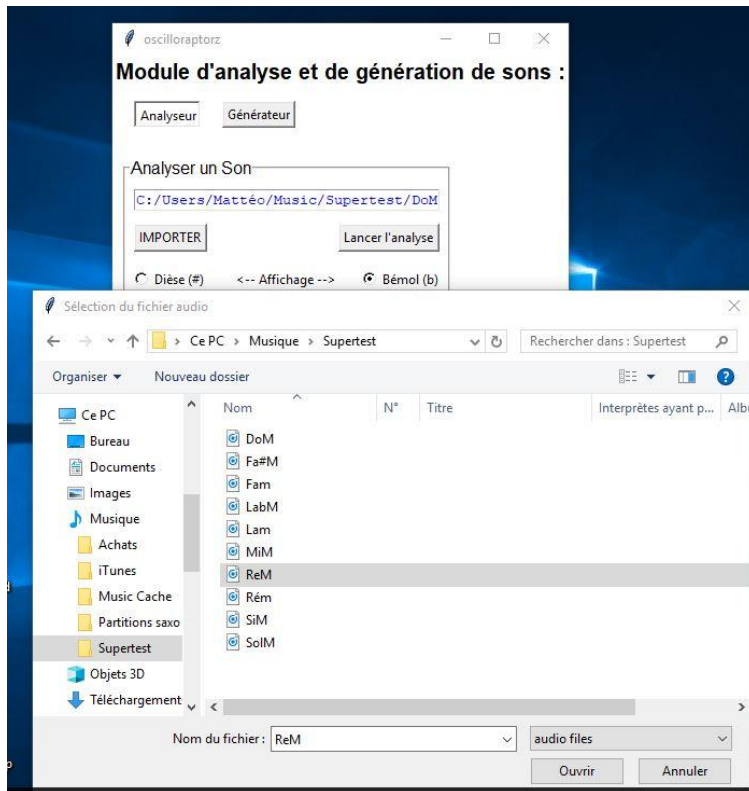 oscilloraptorz
Module d'analyse et de génération de sons :
Analyseur Générateur
Analyser un Son
C:/Users/Mattéo/Music/Supertest/DoM
IMPORTER Lancer l'analyse
Dièse (#) <-- Affichage --> Bémol (b)
Sélection du fichier audio
Ce PC > Musique > Supertest Rechercher dans : Supertest
Organiser Nouveau dossier
Nom N° Titre Interprètes ayant p... Alb
Ce PC
Bureau
Documents
Images
Musique
Achats
iTunes
Music Cache
Partitions saxo
Supertest
Objets 3D
Téléchargement
DoM
Fa#M
Fam
LabM
Lam
MiM
ReM
Rém
SiM
SolM
Nom du fichier : ReM audio files
Ouvrir Annuler